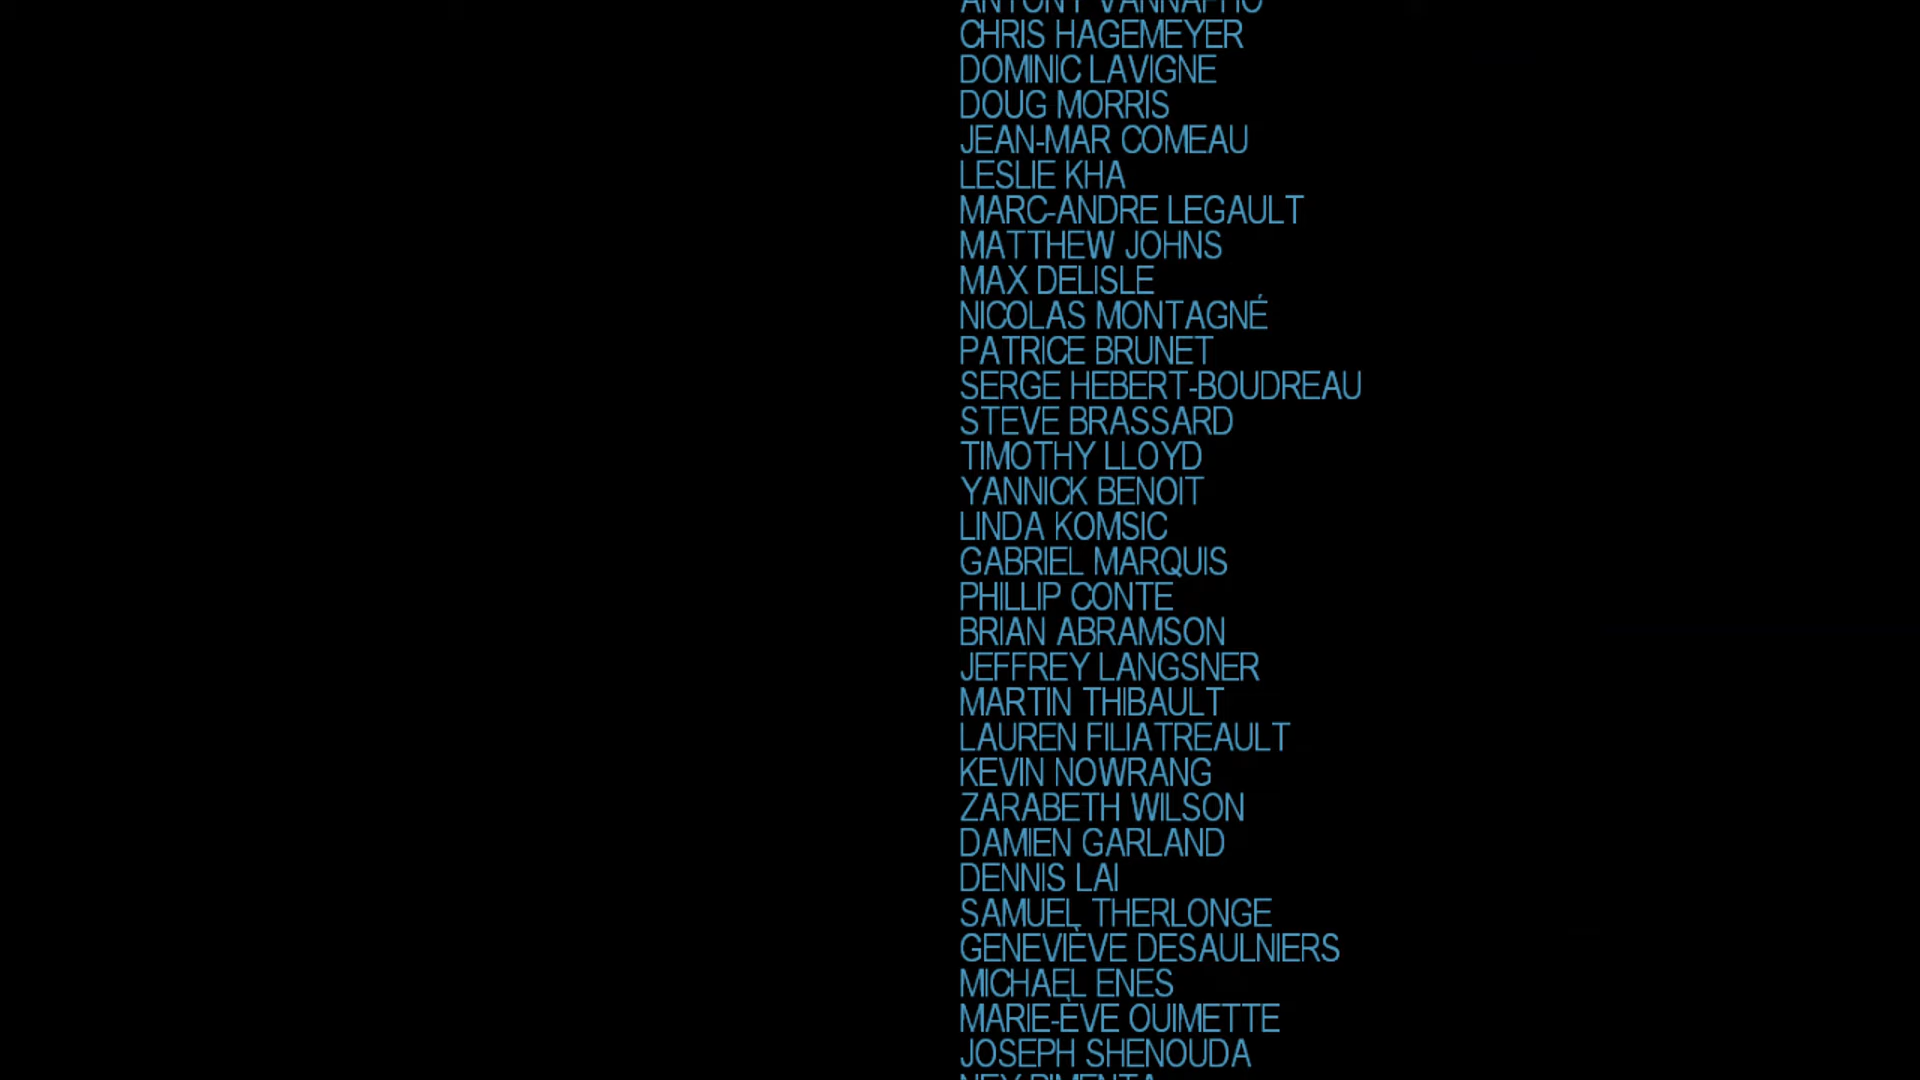 CHRIS HAGEMEYER
DOMINIC LAVIGNE
DOUG MORRIS
JEAN-MAR COMEAU
LESLIE KHA
MARC-ANDRE LEGAULT
MATTHEW JOHNS
MAX DELISLE
NICOLAS MONTAGNÉ
PATRICE BRUNET
SERGE HEBERT-BOUDREAU
STEVE BRASSARD
TIMOTHY LLOYD
YANNICK BENOIT
LINDA KOMSIC
GABRIEL MARQUIS
PHILLIP CONTE
BRIAN ABRAMSON
JEFFREY LANGSNER
MARTIN THIBAULT
LAUREN FILIATREAULT
KEVIN NOWRANG
ZARABETH WILSON
DAMIEN GARLAND
DENNIS LAI
SAMUEL THERLONGE
GENEVIÈVE DESAULNIERS
MICHAEL ENES
MARIE-ÈVE OUIMETTE
JOSEPH SHENOUDA